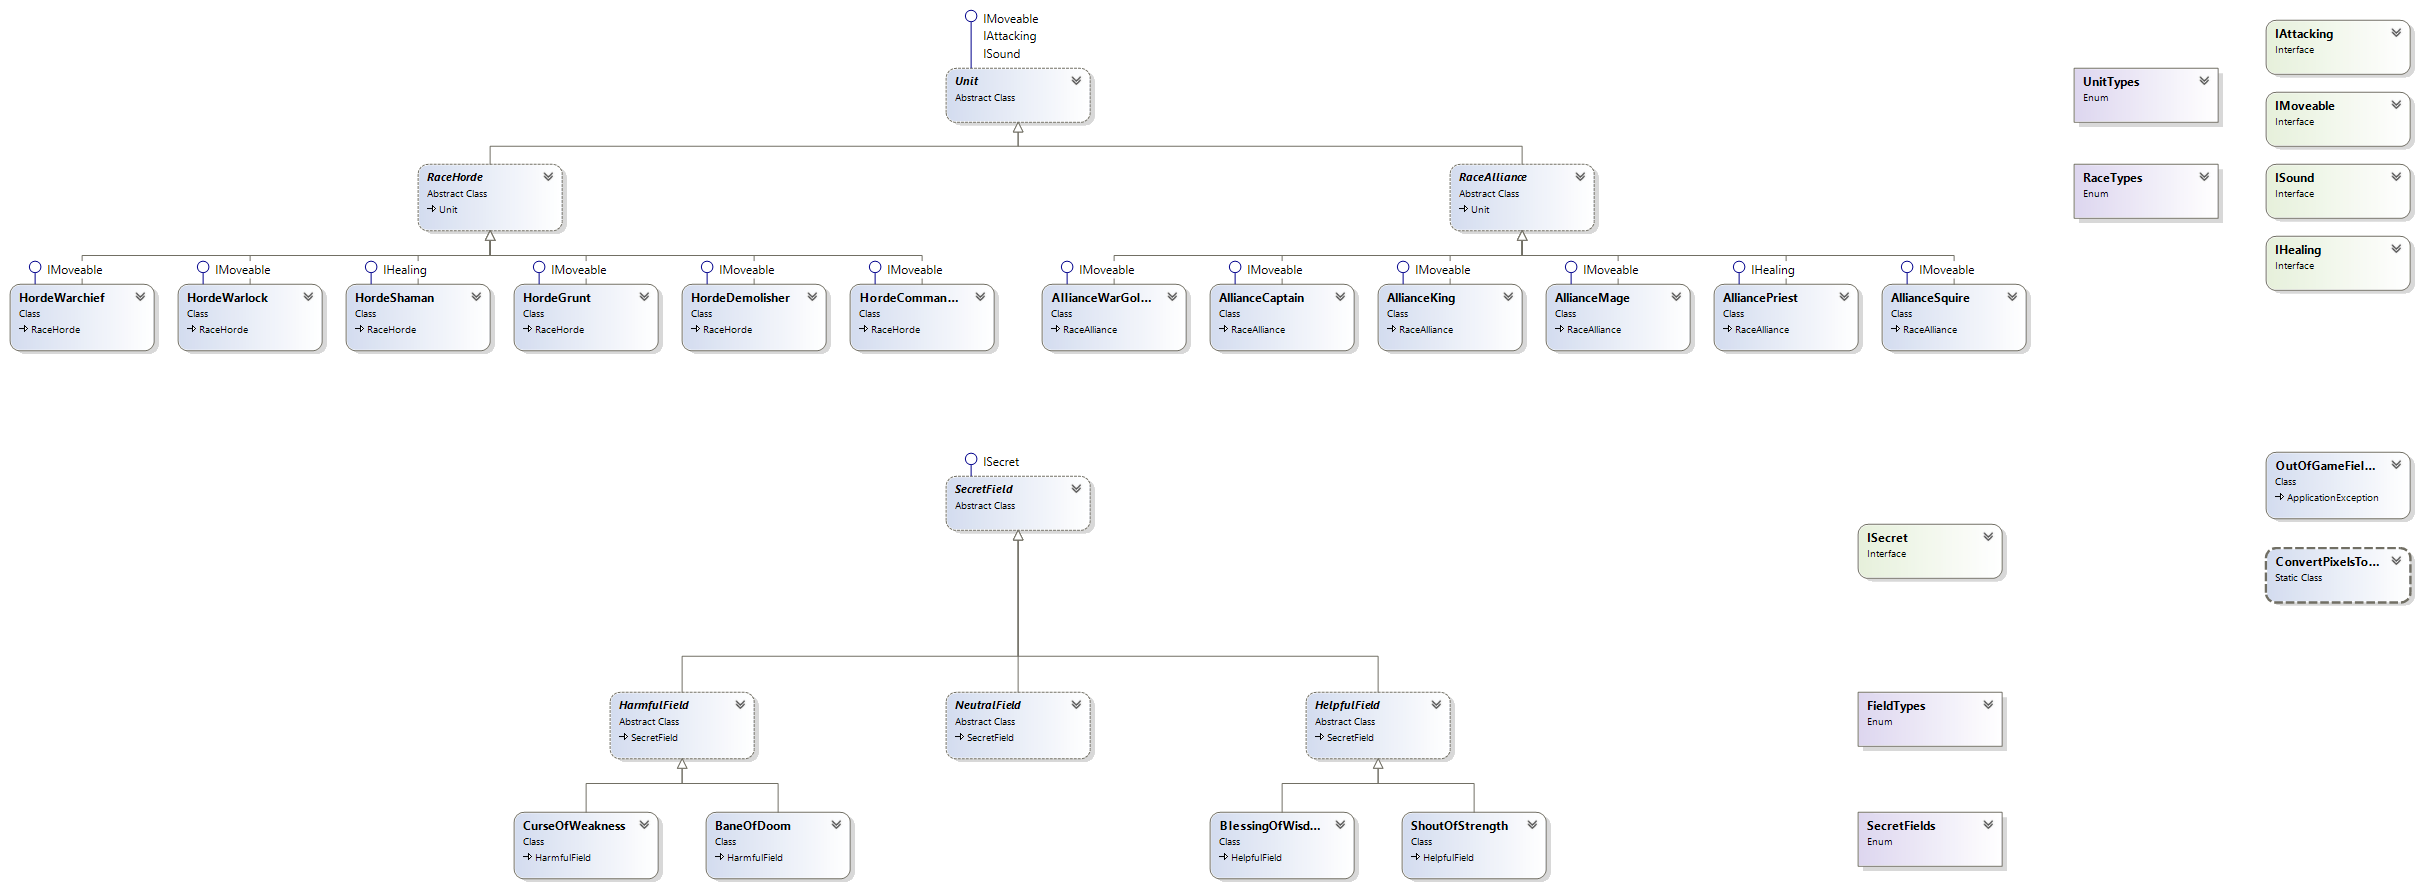 IMoveable
IAttacking
ISound
Unit
Abstract Class
UnitTypes
Enum
IAttacking
Interface
IMoveable
Interface
RaceHorde
Abstract Class
Unit
RaceAlliance
Abstract Class
Unit
RaceTypes
Enum
ISound
Interface
IHealing
Interface
IMoveable
HordeWarchief
Class
RaceHorde
IMoveable
HordeWarlock
Class
RaceHorde
IHealing
HordeShaman
Class
RaceHorde
IMoveable
HordeGrunt
Class
RaceHorde
IMoveable
HordeDemolisher
Class
RaceHorde
IMoveable
HordeComman...
Class
RaceHorde
IMoveable
AllianceWarGol...
Class
RaceAlliance
IMoveable
AllianceCaptain
Class
RaceAlliance
IMoveable
AllianceKing
Class
RaceAlliance
IMoveable
AllianceMage
Class
RaceAlliance
IHealing
AlliancePriest
Class
RaceAlliance
IMoveable
AllianceSquire
Class
RaceAlliance
ISecret
SecretField
Abstract Class
OutOfGameFiel...
Class
ApplicationException
ISecret
Interface
ConvertPixelsTo...
Static Class
HarmfulField
Abstract Class
SecretField
NeutralField
Abstract Class
SecretField
HelpfulField
Abstract Class
SecretField
FieldTypes
Enum
CurseOfWeakness
Class
HarmfulField
BaneOfDoom
Class
HarmfulField
BlessingOfWisd...
Class
HelpfulField
ShoutOfStrength
Class
HelpfulField
SecretFields
Enum